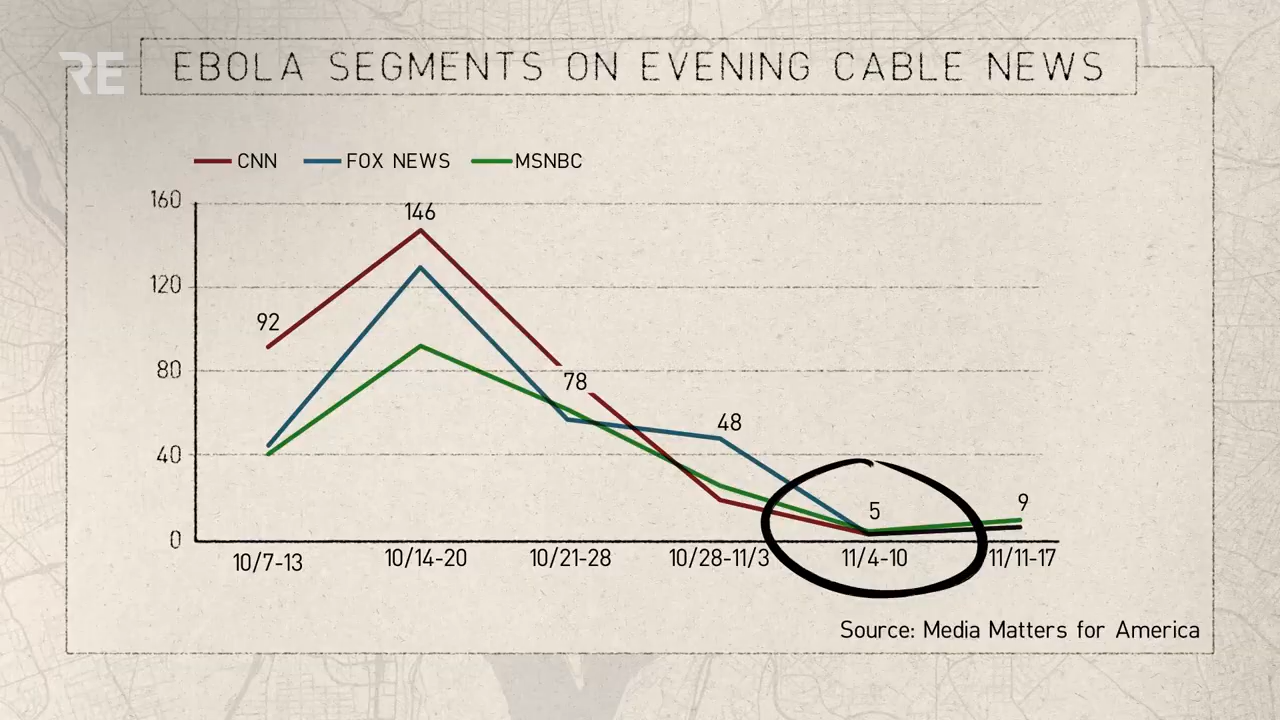 RE
EBOLA SEGMENTS ON EVENING CABLE NEWS
CNN FOX NEWS MSNBC
160
146
120
92
80
78
48
40
5
9
0
10/7-13 10/14-20 10/21-28 10/28-11/3 11/4-10 11/11-17
Source: Media Matters for America